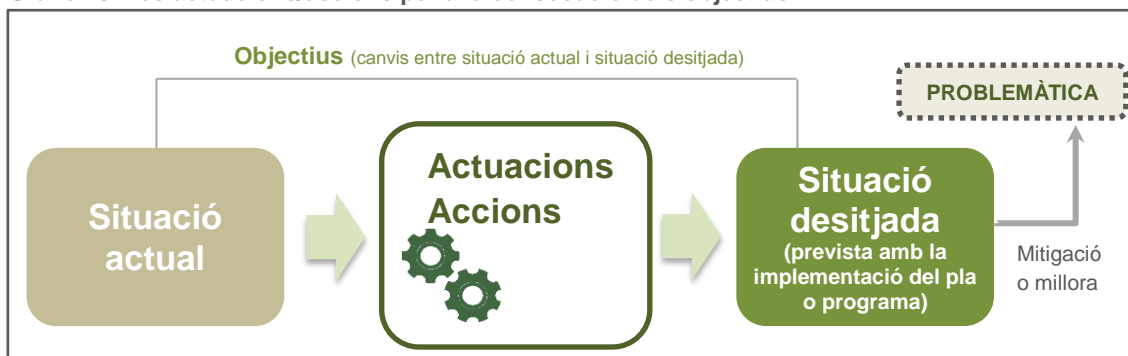 Objectius (canvis entre situació actual i situació desitjada)
PROBLEMÀTICA
Situació
actual
Actuacions
Accions
Situació
desitjada
(prevista amb la
implementació del pla
o programa)
Mitigació
o millora